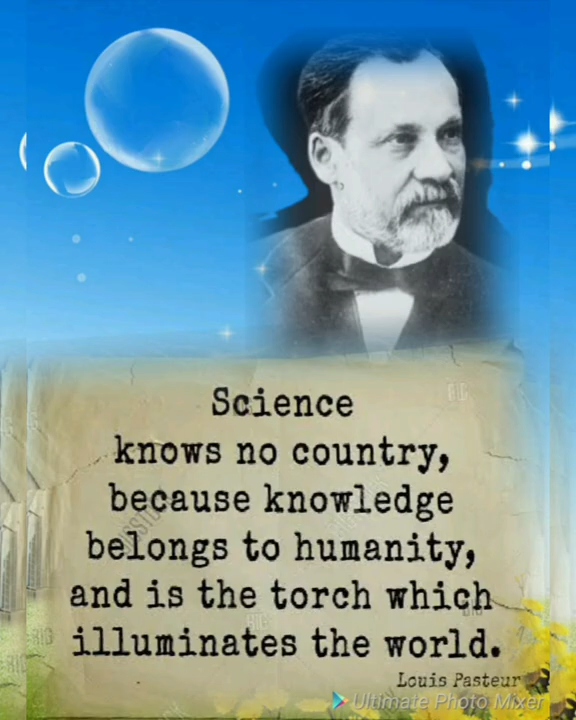 Science
knows no country,
because knowledge
belongs to humanity,
and is the torch which
illuminates the world.
Louis Pasteur
Ultimate Photo Mixer